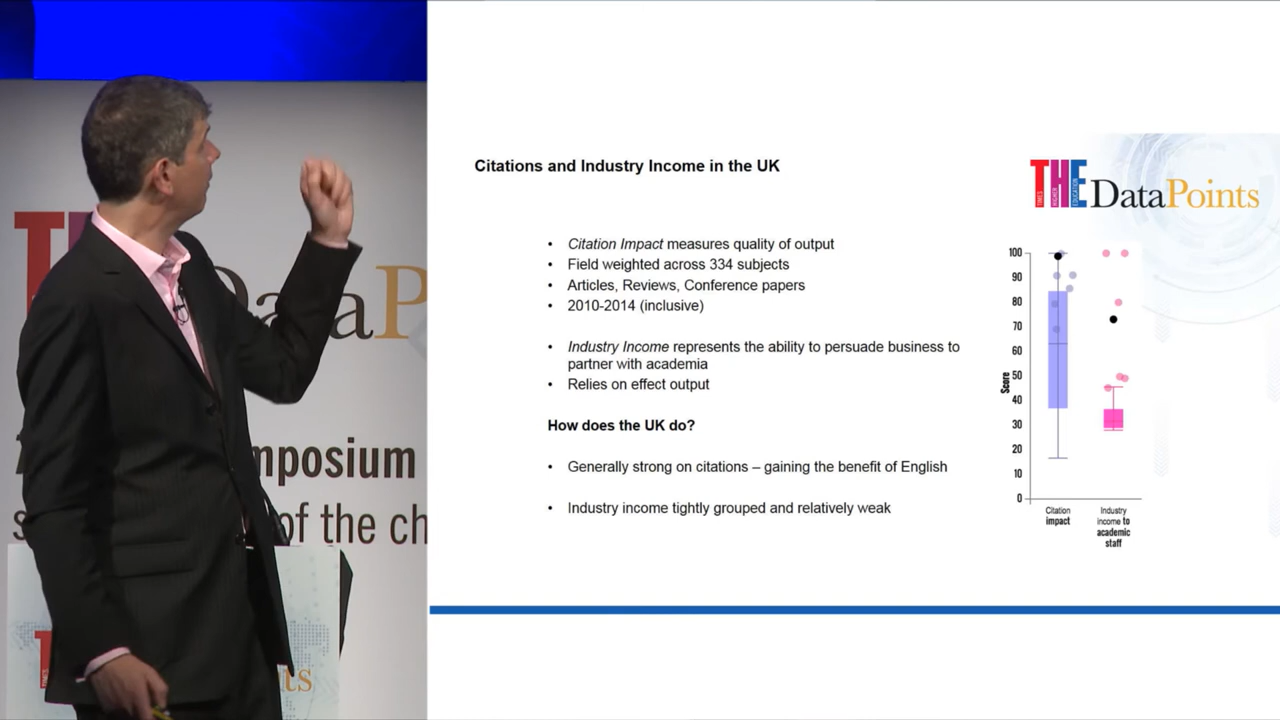 Citations and Industry Income in the UK
THE
TIMES
HIGHER
EDUCATION
DataPoints
• Citation Impact measures quality of output
• Field weighted across 334 subjects
• Articles, Reviews, Conference papers
• 2010-2014 (inclusive)
• Industry Income represents the ability to persuade business to
partner with academia
• Relies on effect output
How does the UK do?
• Generally strong on citations – gaining the benefit of English
• Industry income tightly grouped and relatively weak
Score
100
90
80
70
60
50
40
30
20
10
0
Citation
impact
Industry
income to
academic
staff
mposium
of the ch